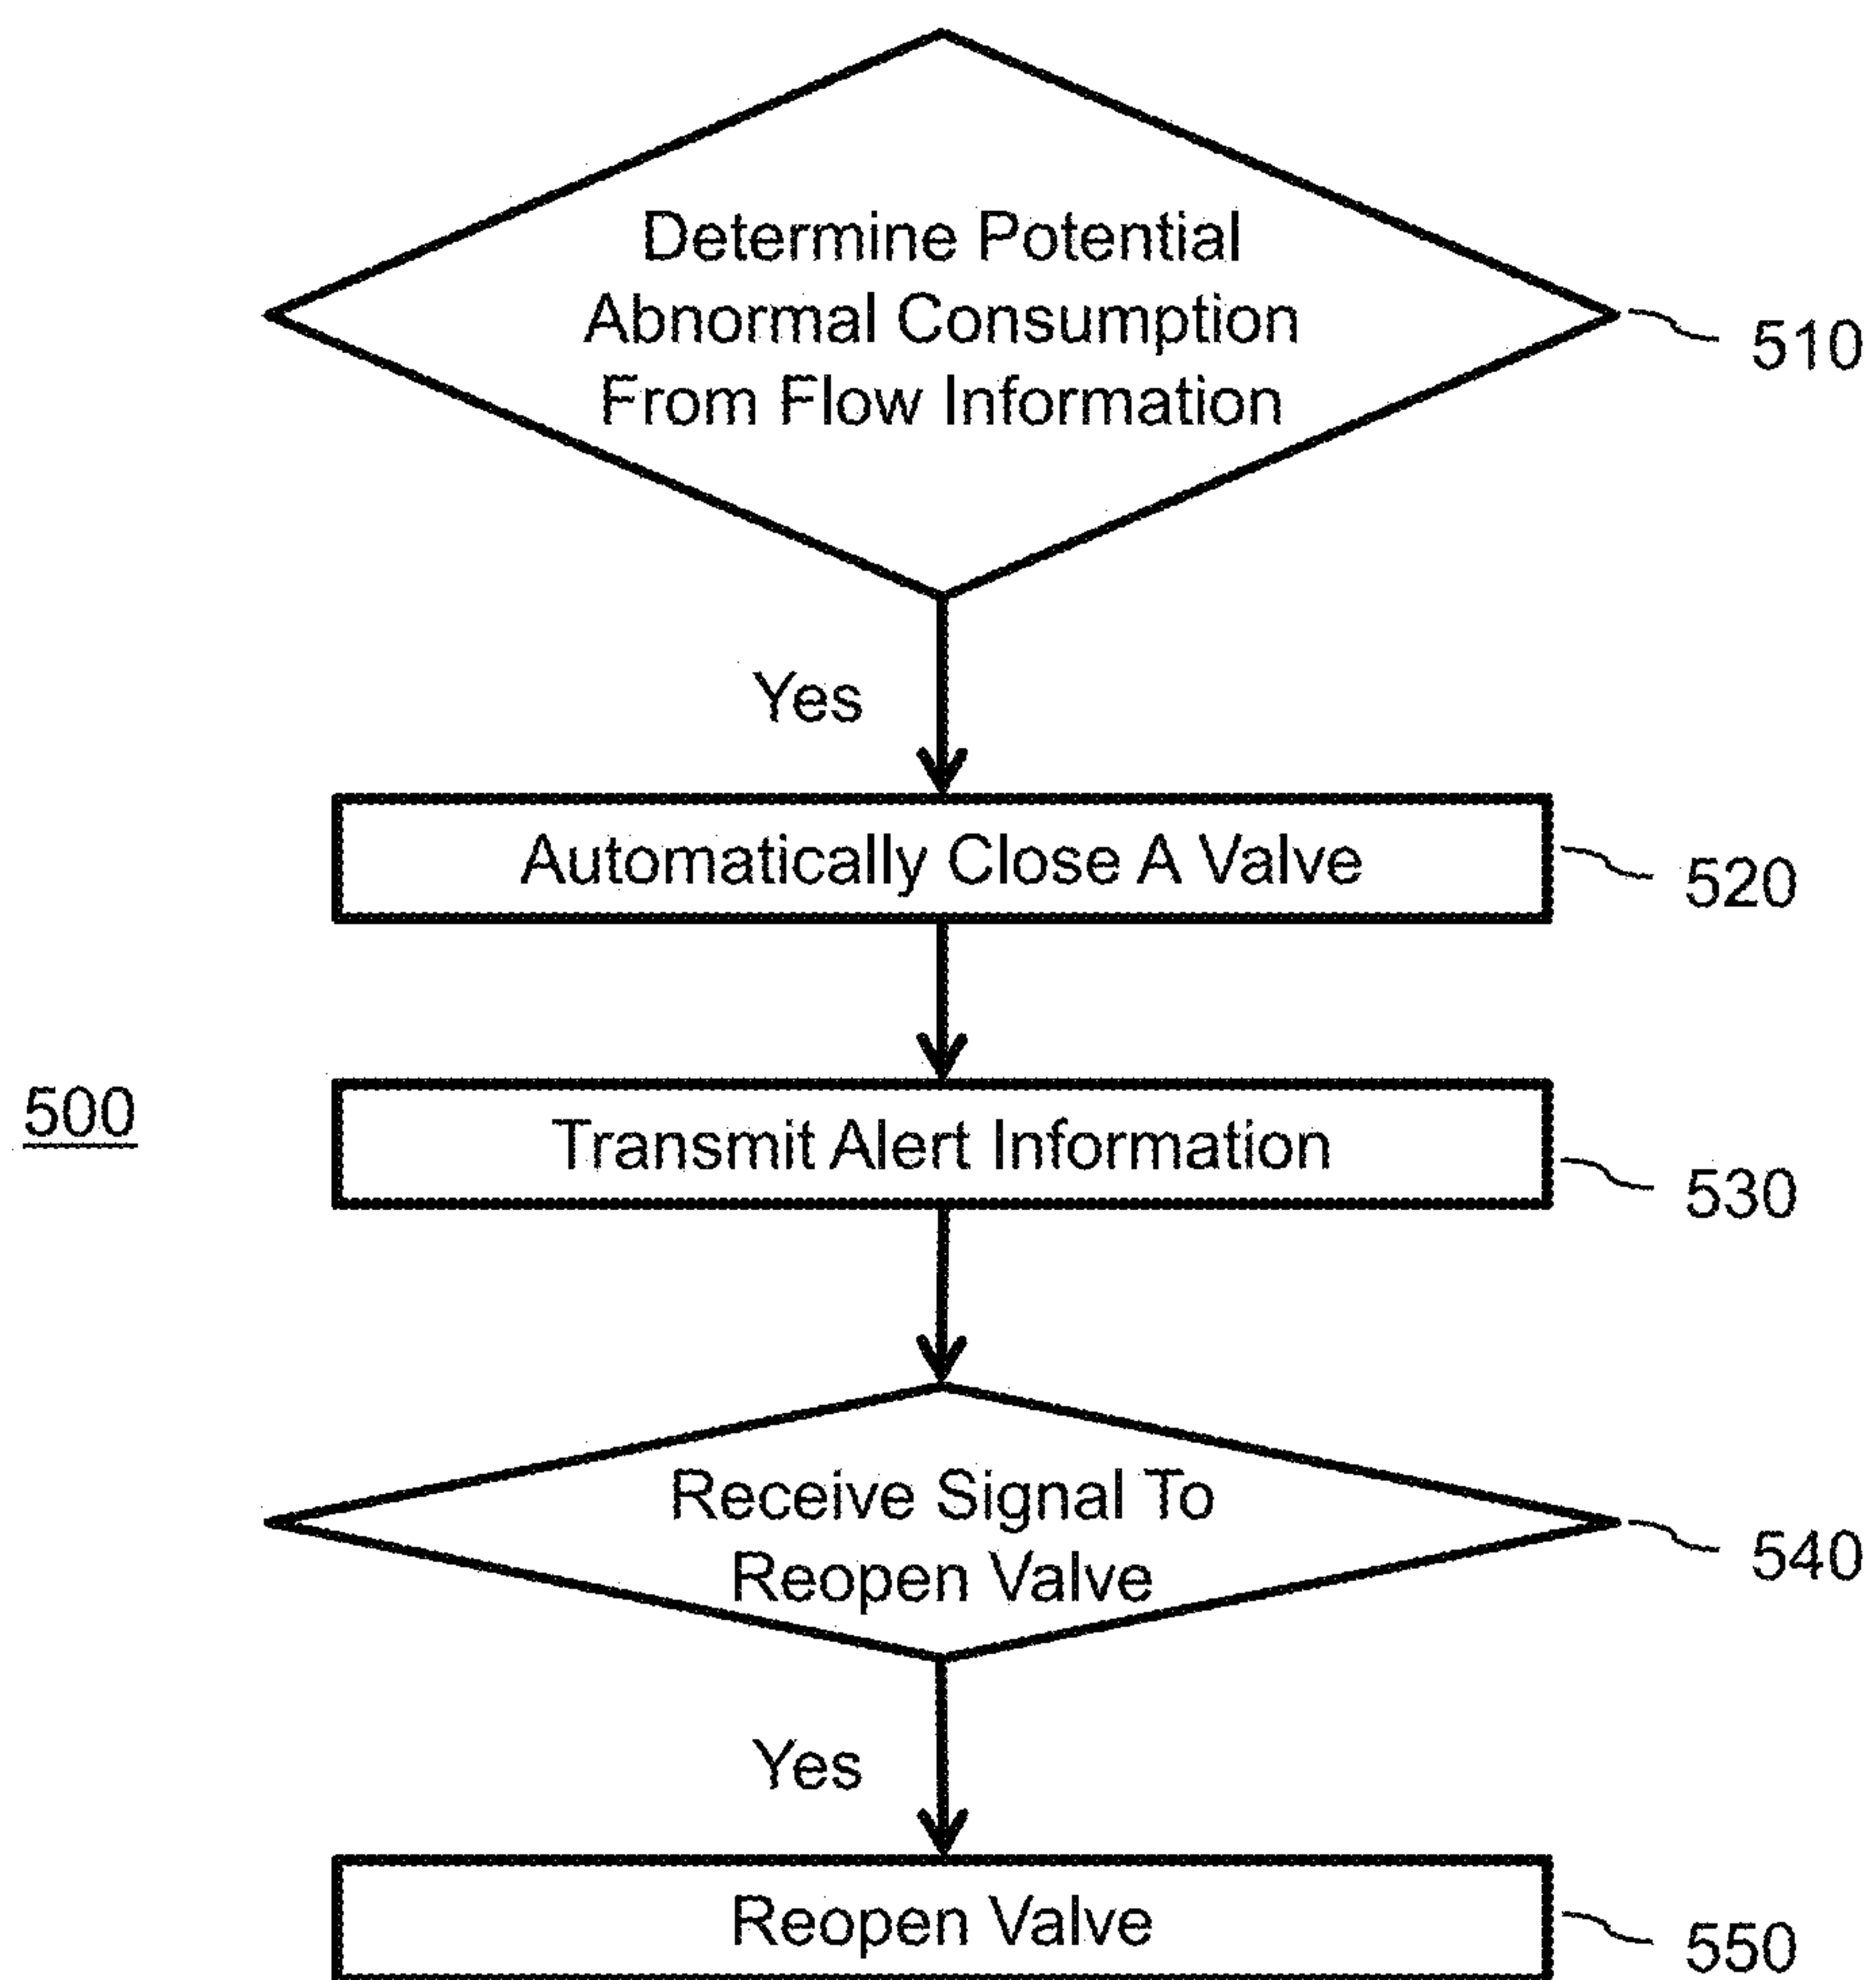 Determine Potential
Abnormal Consumption
From Flow Information
510
Yes
Automatically Close A Valve
520
500
Transmit Alert Information
530
Receive Signal To
Reopen Valve
540
Yes
Reopen Valve
550